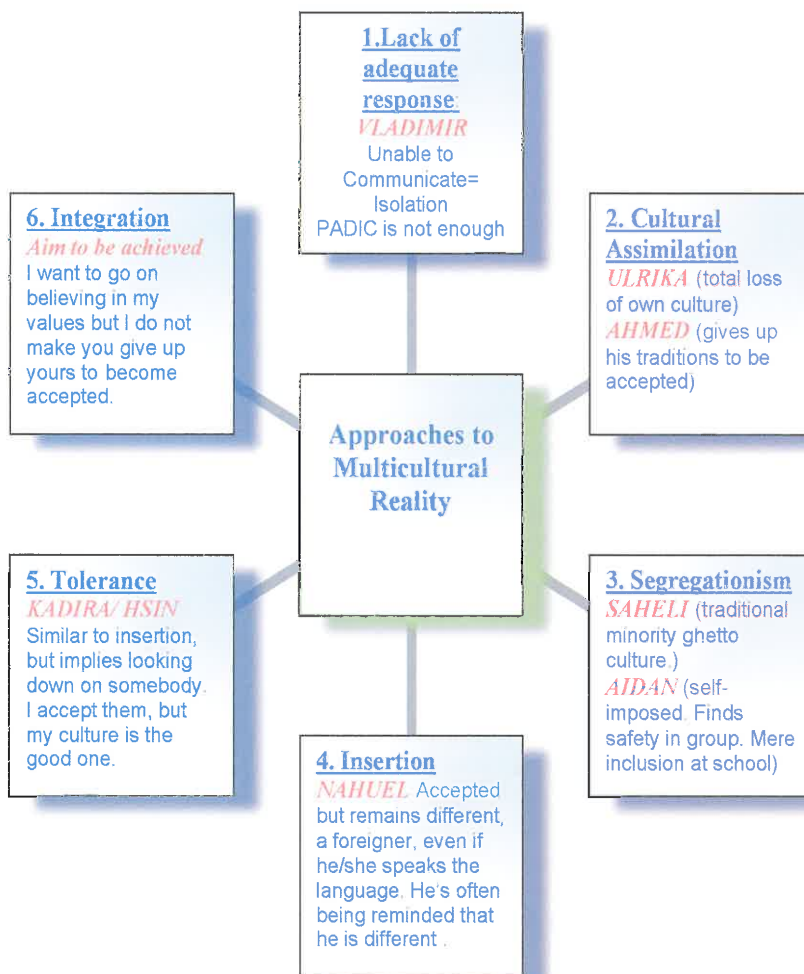 1.Lack of
adequate
response:
VLADIMIR
Unable to
Communicate=
Isolation
PADIC is not enough
2. Cultural
Assimilation
ULRIKA (total loss
of own culture)
AHMED (gives up
his traditions to be
accepted)
3. Segregationism
SAHELI (traditional
minority ghetto
culture.)
AIDAN (self-
imposed. Finds
safety in group. Mere
inclusion at school)
4. Insertion
NAHUEL Accepted
but remains different,
a foreigner, even if
he/she speaks the
language. He's often
being reminded that
he is different .
5. Tolerance
KADIRA/ HSIN
Similar to insertion,
but implies looking
down on somebody.
I accept them, but
my culture is the
good one.
6. Integration
Aim to be achieved
I want to go on
believing in my
values but I do not
make you give up
yours to become
accepted.
Approaches to
Multicultural
Reality